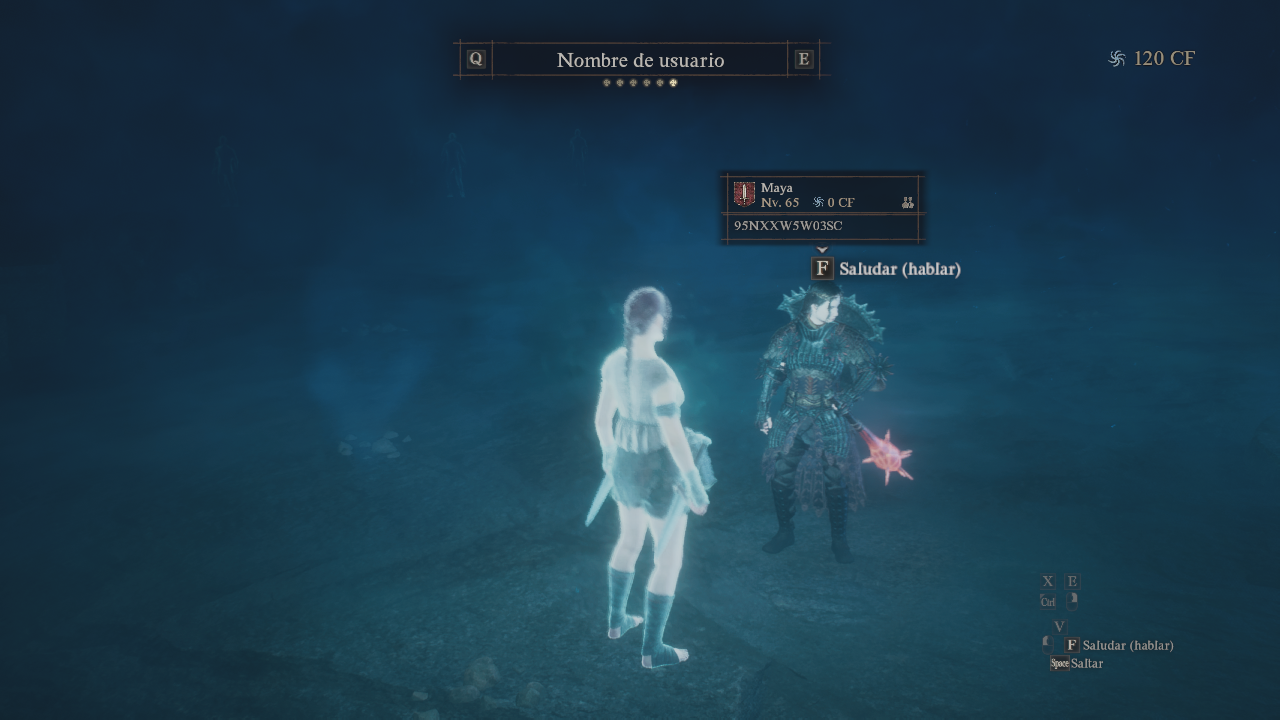 Q Nombre de usuario E
120 CF
Maya
Nv. 65 0 CF
95NXXW5W03SC
F Saludar (hablar)
X E
Ctrl
V
F Saludar (hablar)
Space Saltar